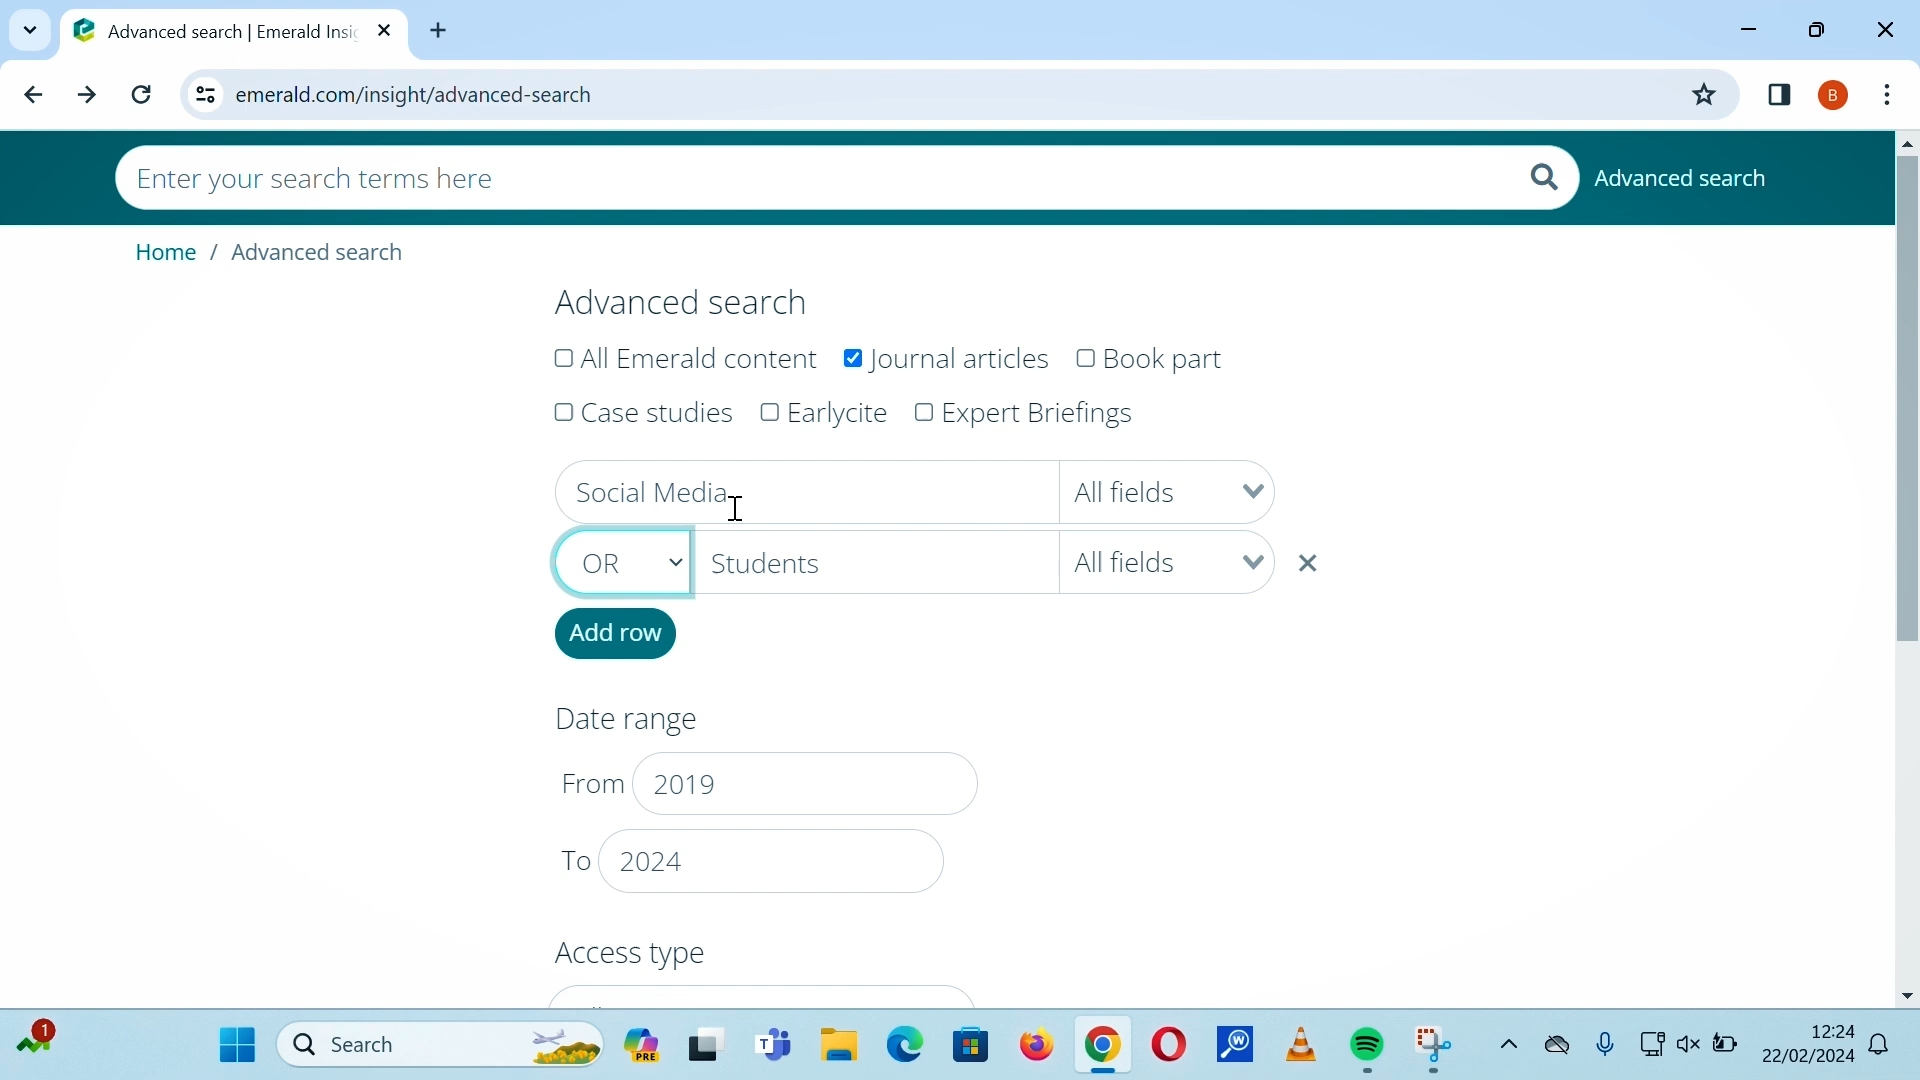 Advanced search | Emerald Insi
emerald.com/insight/advanced-search
B
Enter your search terms here
Advanced search
Home / Advanced search
Advanced search
All Emerald content Journal articles Book part
Case studies Earlycite Expert Briefings
Social Media All fields
OR Students All fields
Add row
Date range
From 2019
To 2024
Access type
1
Search
PRE
T
W
12:24
22/02/2024